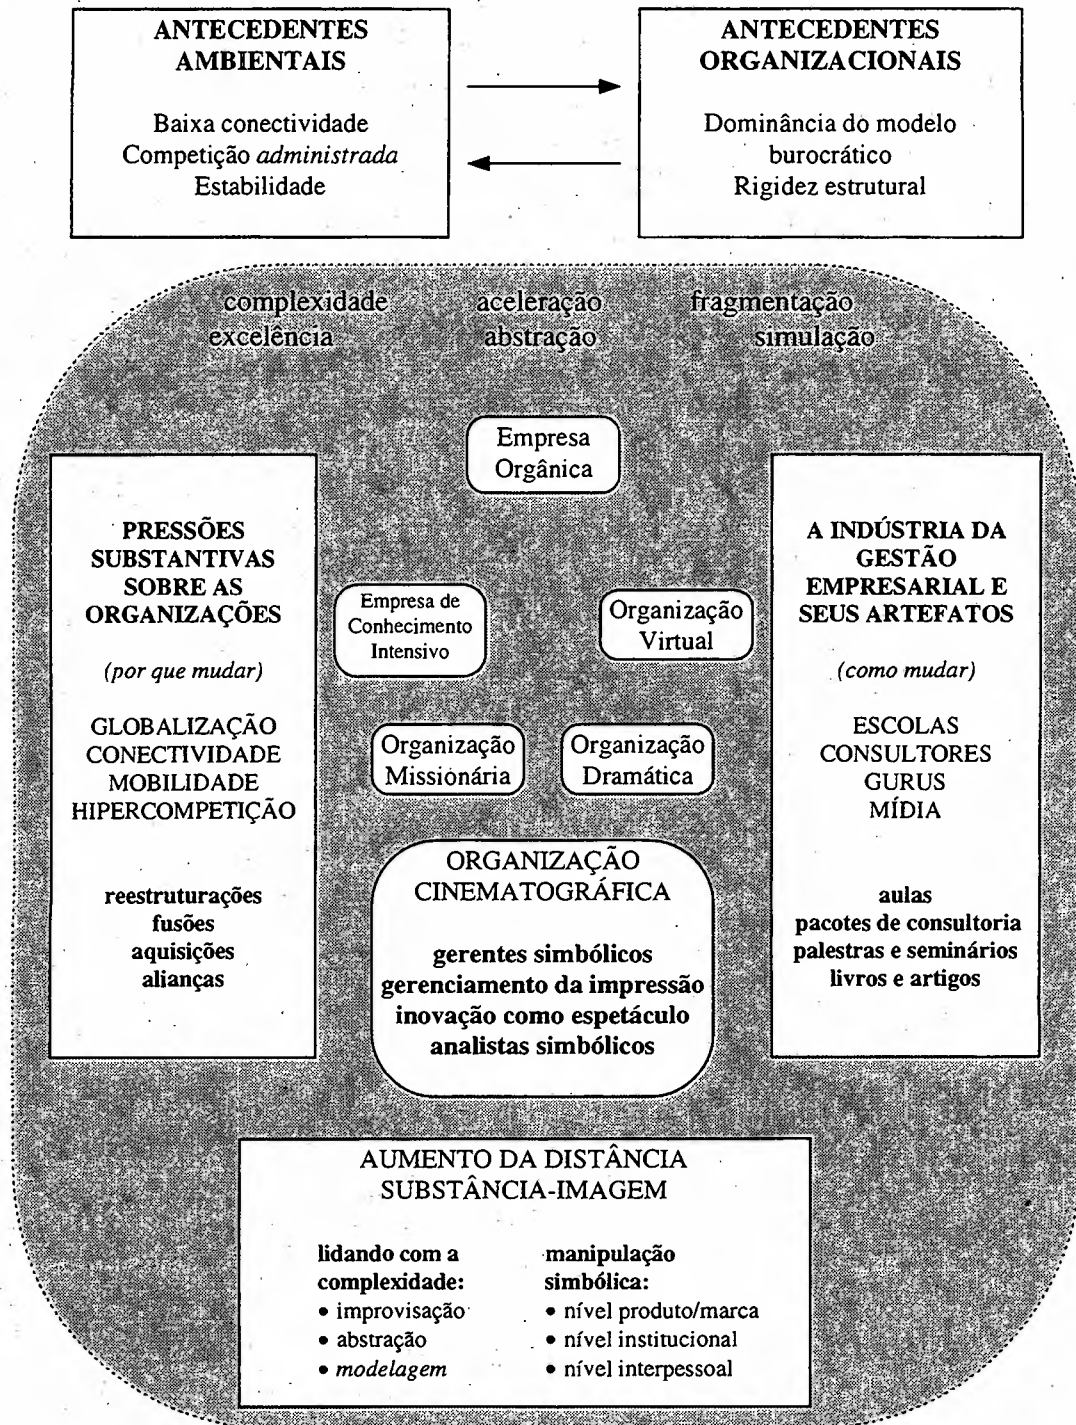 ANTECEDENTES
AMBIENTAIS
Baixa conectividade
Competição administrada
Estabilidade
ANTECEDENTES
ORGANIZACIONAIS
Dominância do modelo
burocrático
Rigidez estrutural
complexidade aceleração fragmentação
excelência abstração simulação
Empresa
Orgânica
PRESSÕES
SUBSTANTIVAS
SOBRE AS
ORGANIZAÇÕES
(por que mudar)
GLOBALIZAÇÃO
CONECTIVIDADE
MOBILIDADE
HIPERCOMPETIÇÃO
reestruturações
fusões
aquisições
alianças
Empresa de
Conhecimento
Intensivo
Organização
Virtual
Organização
Missionária
Organização
Dramática
ORGANIZAÇÃO
CINEMATOGRÁFICA
gerentes simbólicos
gerenciamento da impressão
inovação como espetáculo
analistas simbólicos
A INDÚSTRIA DA
GESTÃO
EMPRESARIAL E
SEUS ARTEFATOS
(como mudar)
ESCOLAS
CONSULTORES
GURUS
MÍDIA
aulas
pacotes de consultoria
palestras e seminários
livros e artigos
AUMENTO DA DISTÂNCIA
SUBSTÂNCIA-IMAGEM
lidando com a
complexidade:
• improvisação
• abstração
• modelagem
manipulação
simbólica:
• nível produto/marca
• nível institucional
• nível interpessoal